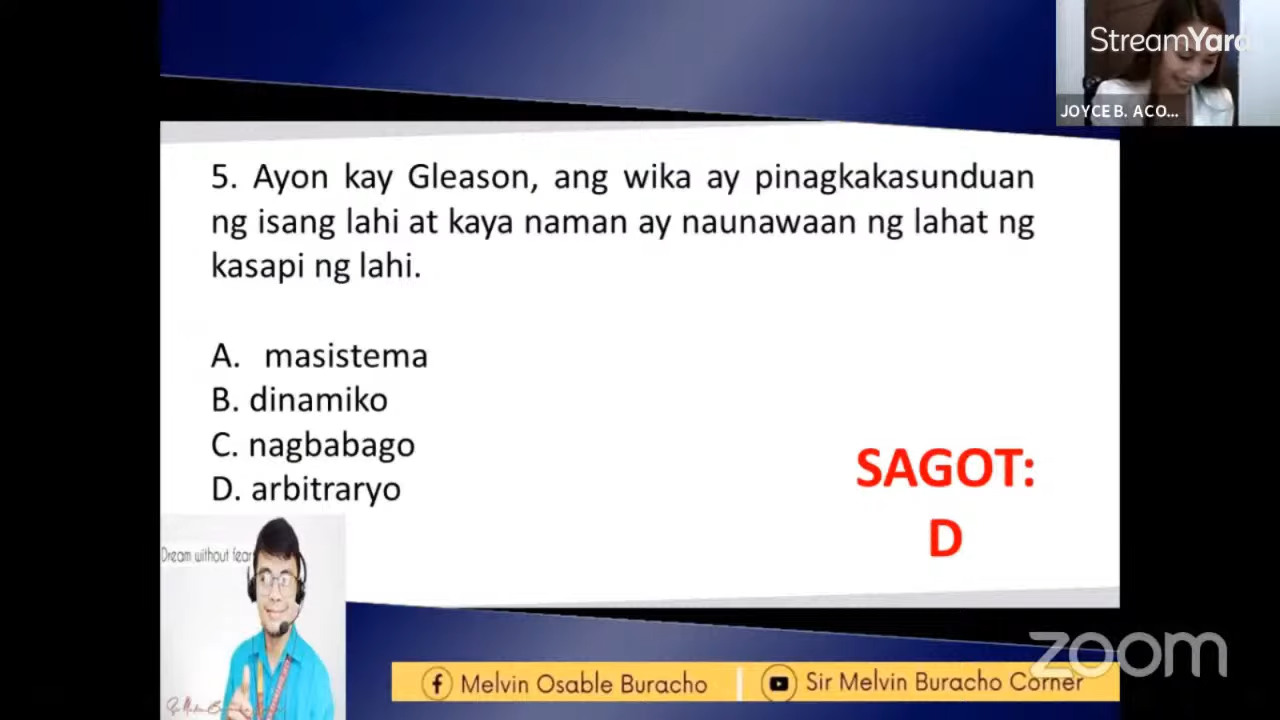 StreamYard
JOYCE B. ACO...
5. Ayon kay Gleason, ang wika ay pinagkakasunduan
ng isang lahi at kaya naman ay naunawaan ng lahat ng
kasapi ng lahi.
A. masistema
B. dinamiko
C. nagbabago
D. arbitraryo
SAGOT:
D
Dream without fear
zoom
Melvin Osable Buracho
Sir Melvin Buracho Corner